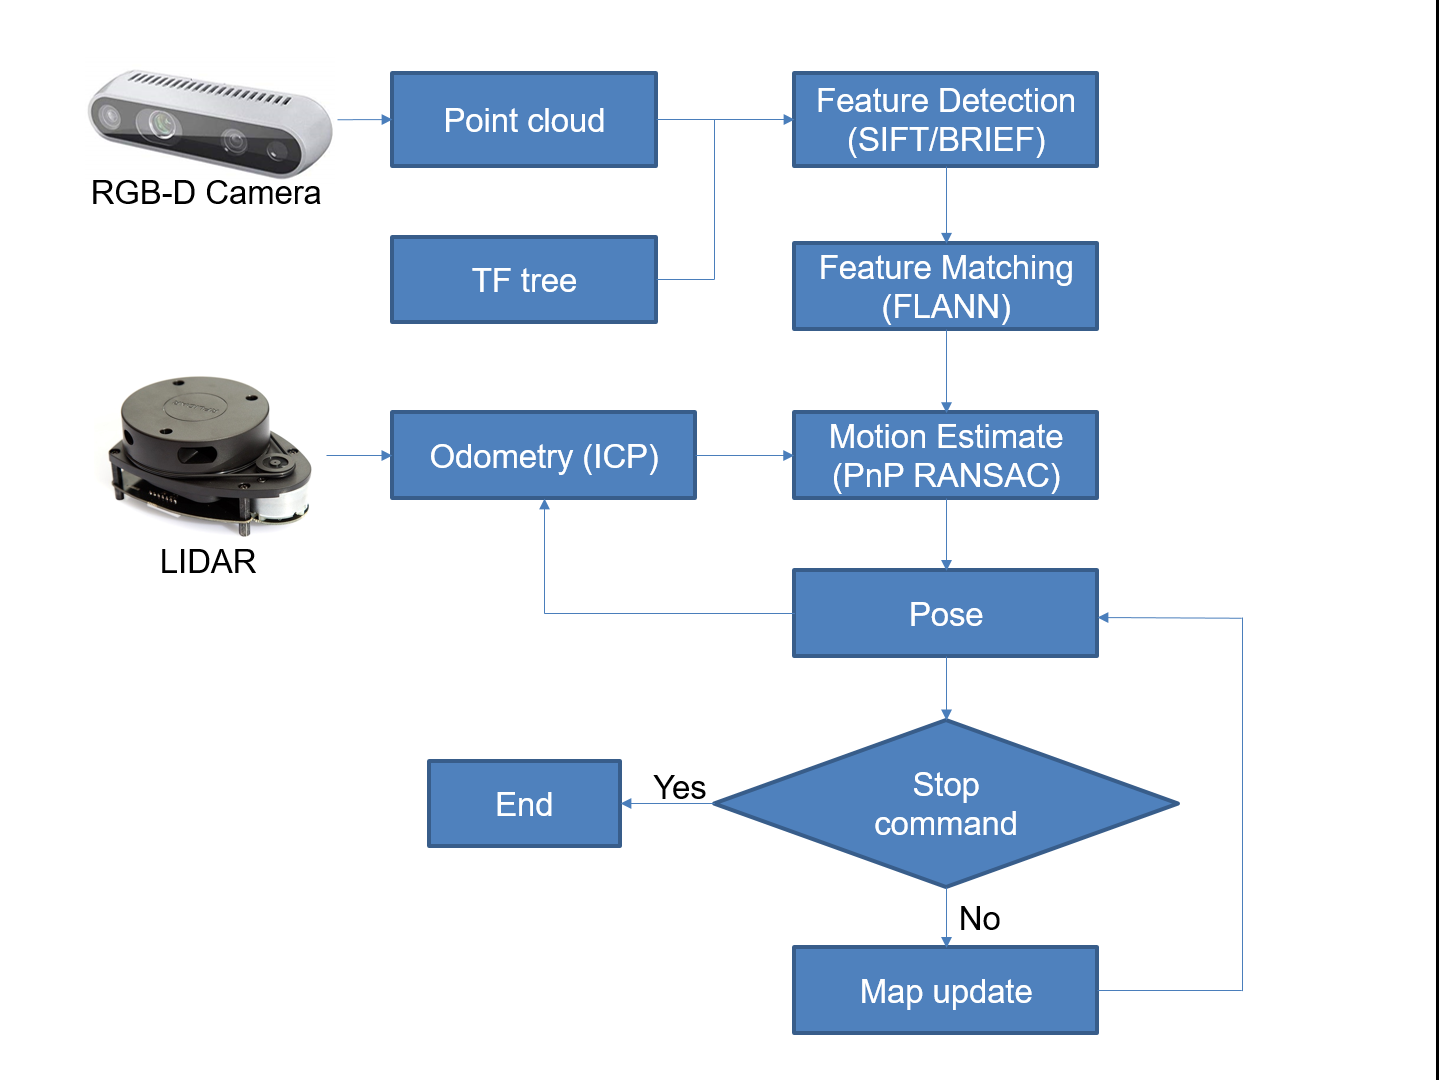 Point cloud
Feature Detection
(SIFT/BRIEF)
RGB-D Camera
TF tree
Feature Matching
(FLANN)
Odometry (ICP)
Motion Estimate
(PnP RANSAC)
LIDAR
Pose
Stop
command
Yes
End
No
Map update